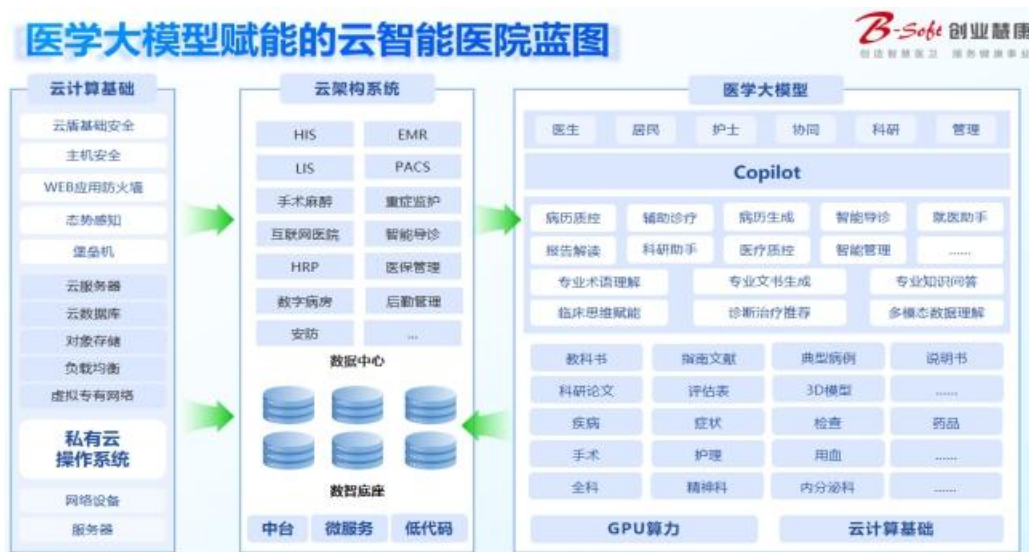 医学大模型赋能的云智能医院蓝图
B-Soft 创业慧康
创造智慧医卫 服务健康事业
云计算基础
云盾基础安全
主机安全
WEB应用防火墙
态势感知
堡垒机
云服务器
云数据库
对象存储
负载均衡
虚拟专有网络
私有云
操作系统
网络设备
服务器
云架构系统
HIS EMR
LIS PACS
手术麻醉 重症监护
互联网医院 智能导诊
HRP 医保管理
数字病房 后勤管理
安防 ...
数据中心
数智底座
中台 微服务 低代码
医学大模型
医生 居民 护士 协同 科研 管理
Copilot
病历质控 辅助诊疗 病历生成 智能导诊 就医助手
报告解读 科研助手 医疗质控 智能管理 ......
专业术语理解 专业文书生成 专业知识问答
临床思维赋能 诊断治疗推荐 多模态数据理解
教科书 指南文献 典型病例 说明书
科研论文 评估表 3D模型 ......
疾病 症状 检查 药品
手术 护理 用血 ......
全科 精神科 内分泌科 ......
GPU算力 云计算基础